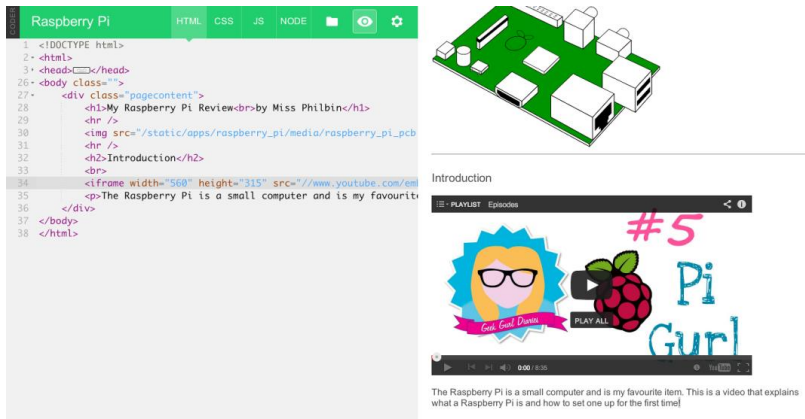 CODER
Raspberry Pi
HTML CSS JS NODE
1 <!DOCTYPE html>
2 <html>
3 <head></head>
26 <body class="">
27 <div class="pagecontent">
28 <h1>My Raspberry Pi Review<br>by Miss Philbin</h1>
29 <hr />
30 <img src="/static/apps/raspberry_pi/media/raspberry_pi_pcb
31 <hr />
32 <h2>Introduction</h2>
33 <br>
34 <iframe width="560" height="315" src="//www.youtube.com/em
35 <p>The Raspberry Pi is a small computer and is my favourite
36 </div>
37 </body>
38 </html>
Introduction
PLAYLIST Episodes
#5
Pi
Gurl
Geek Gurl Diaries
PLAY ALL
0:00 / 8:35
YouTube
The Raspberry Pi is a small computer and is my favourite item. This is a video that explains
what a Raspberry Pi is and how to set one up for the first time